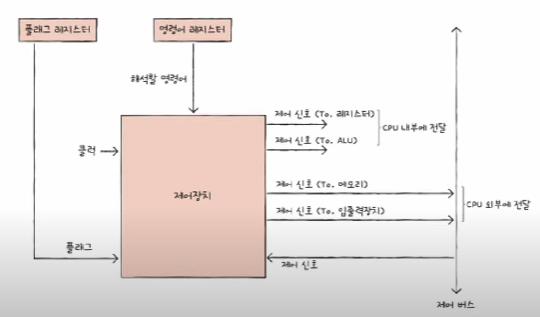 플래그 레지스터
명령어 레지스터
해석할 명령어
제어 신호 (To. 레지스터)
CPU 내부에 전달
제어 신호 (To. ALU)
클럭
제어장치
제어 신호 (To. 메모리)
CPU 외부에 전달
제어 신호 (To. 입출력장치)
플래그
제어 신호
제어 버스